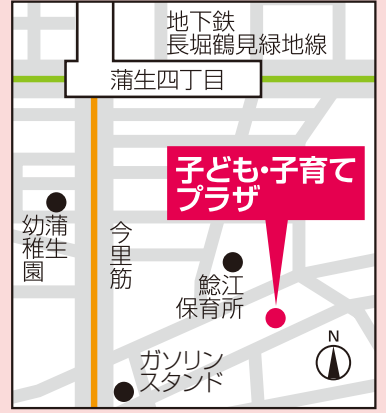 地下鉄
長堀鶴見緑地線
蒲生四丁目
子ども・子育て
プラザ
蒲生
幼稚園
今里筋
鯰江
保育所
ガソリン
スタンド
N